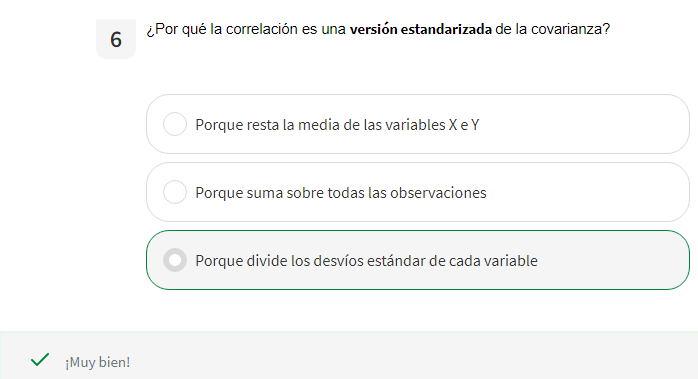 6
¿Por qué la correlación es una versión estandarizada de la covarianza?
Porque resta la media de las variables X e Y
Porque suma sobre todas las observaciones
Porque divide los desvíos estándar de cada variable
¡Muy bien!